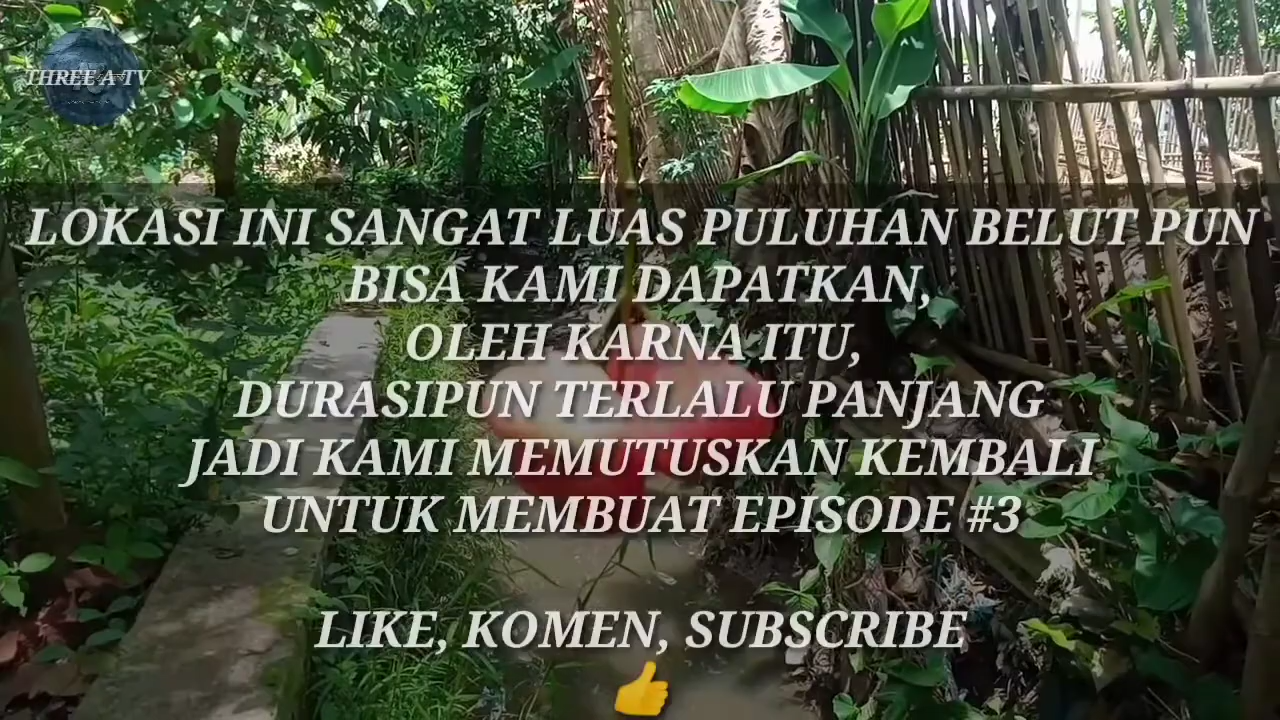 THREE A TV
LOKASI INI SANGAT LUAS PULUHAN BELUT PUN
BISA KAMI DAPATKAN,
OLEH KARNA ITU,
DURASIPUN TERLALU PANJANG
JADI KAMI MEMUTUSKAN KEMBALI
UNTUK MEMBUAT EPISODE #3
LIKE, KOMEN, SUBSCRIBE